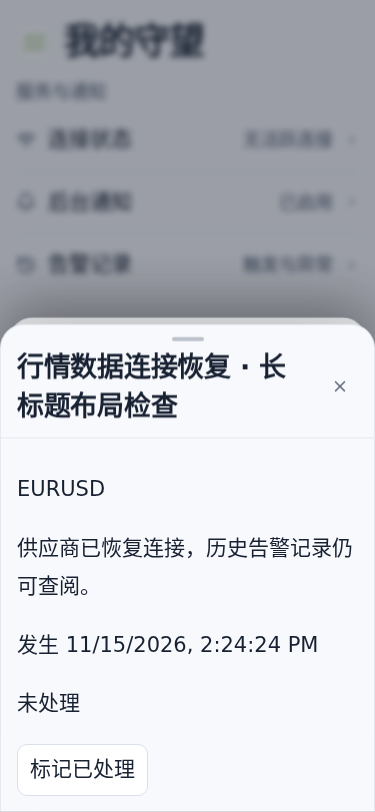 我的守望
服务与通知
连接状态 无活跃连接
后台通知 已启用
告警记录 触发与异常
行情数据连接恢复 · 长
标题布局检查
×
EURUSD
供应商已恢复连接，历史告警记录仍
可查阅。
发生 11/15/2026, 2:24:24 PM
未处理
标记已处理